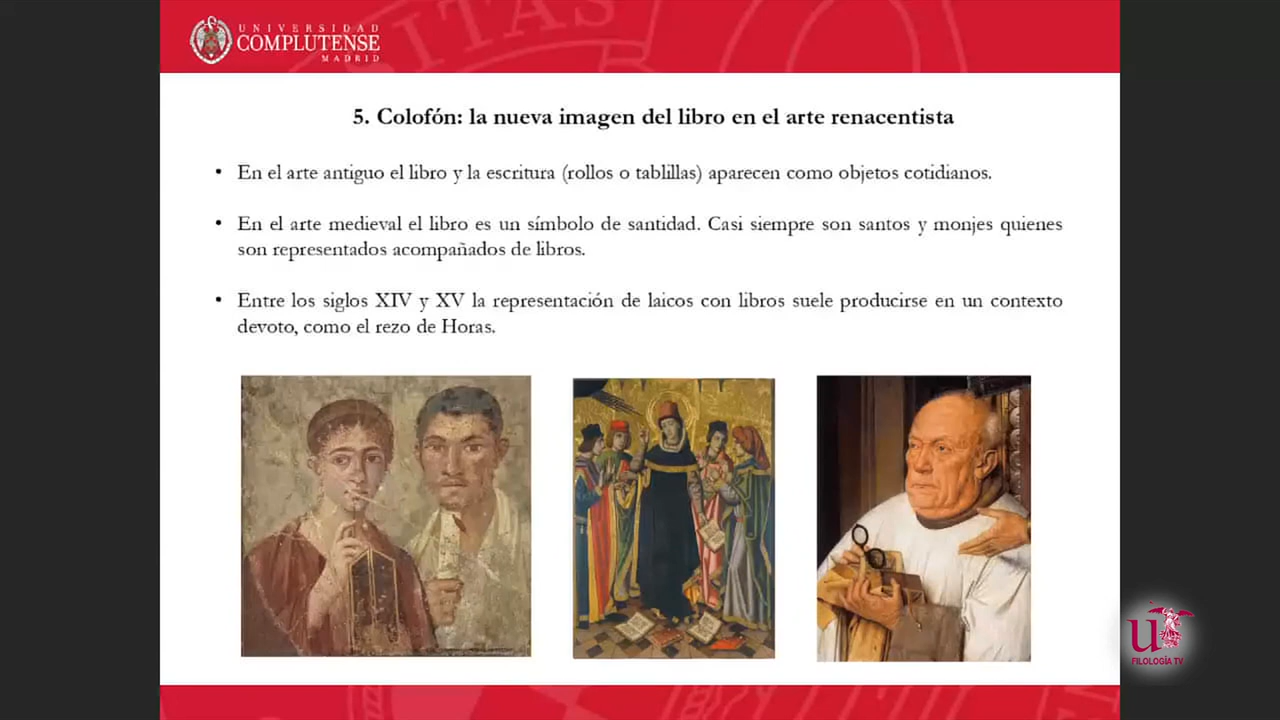 UNIVERSIDAD
COMPLUTENSE
MADRID
5. Colofón: la nueva imagen del libro en el arte renacentista
• En el arte antiguo el libro y la escritura (rollos o tablillas) aparecen como objetos cotidianos.
• En el arte medieval el libro es un símbolo de santidad. Casi siempre son santos y monjes quienes
son representados acompañados de libros.
• Entre los siglos XIV y XV la representación de laicos con libros suele producirse en un contexto
devoto, como el rezo de Horas.
FILOLOGÍA TV